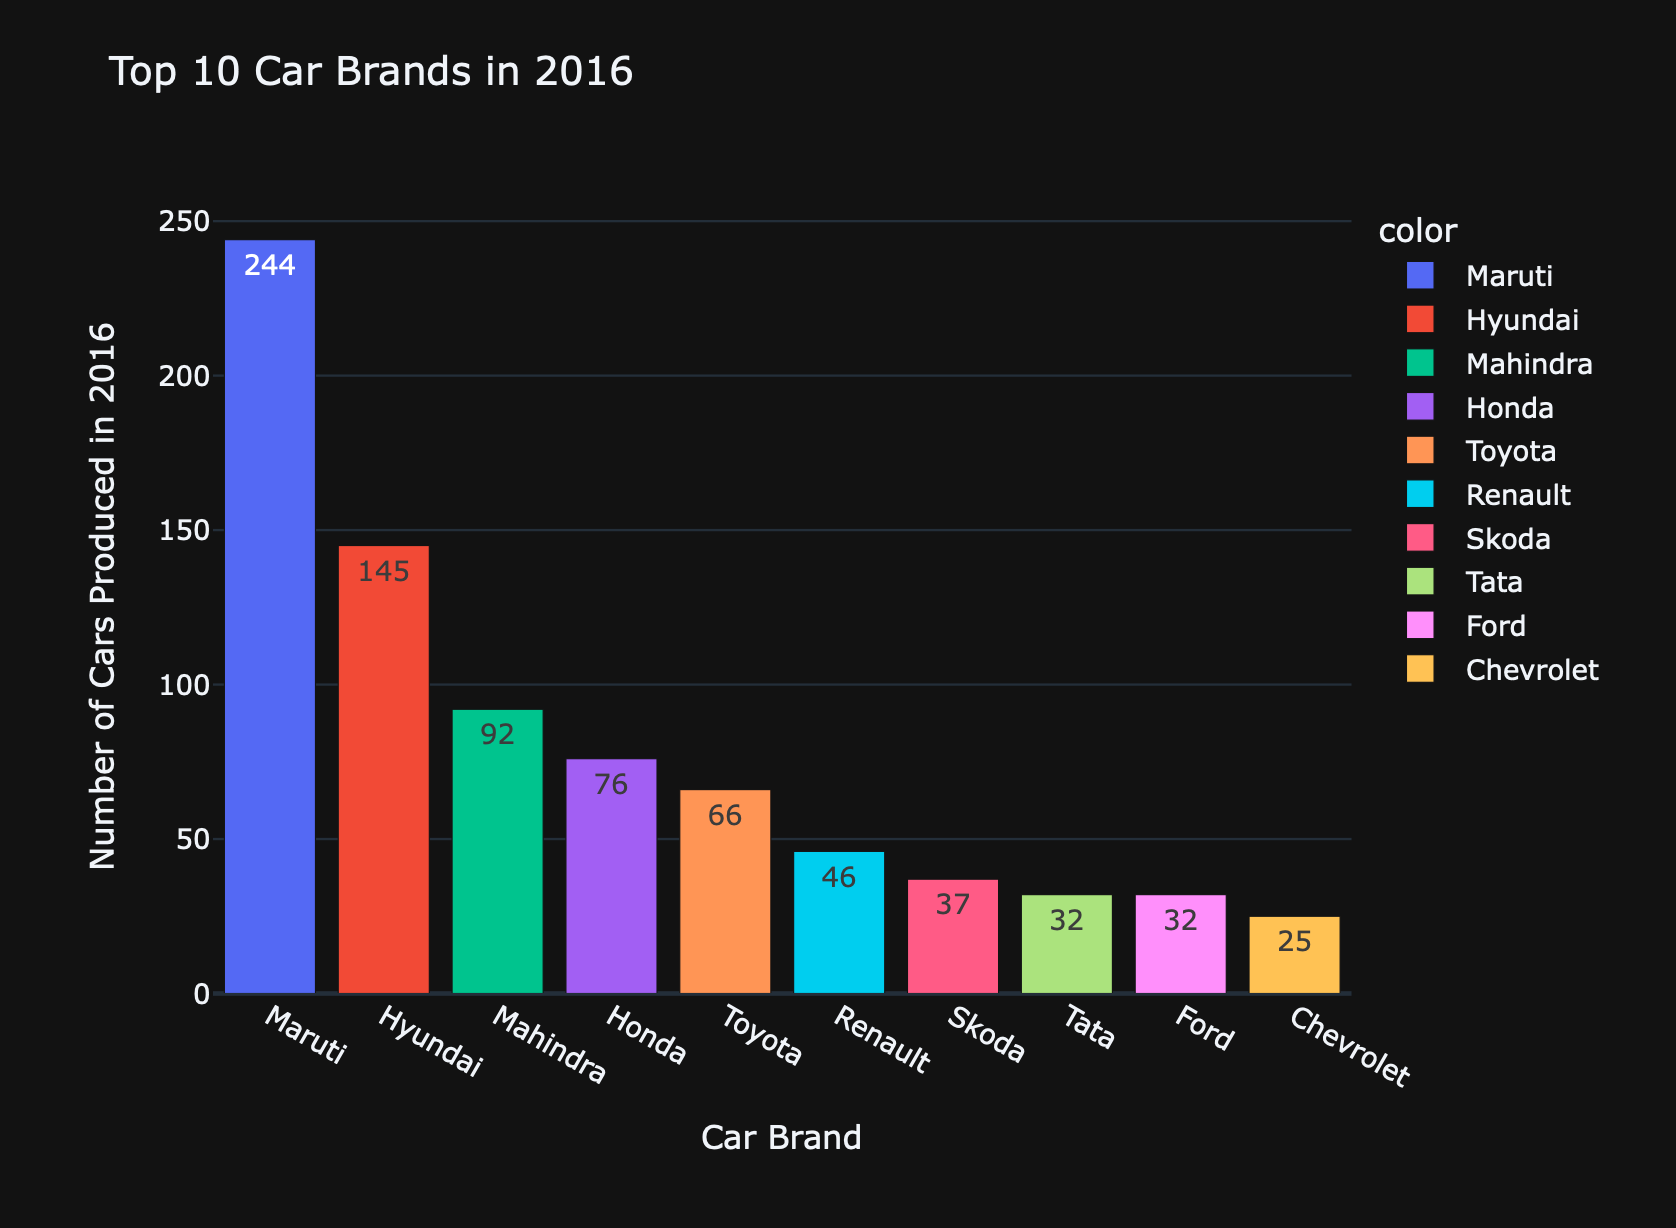 Top 10 Car Brands in 2016
Number of Cars Produced in 2016
250
200
150
100
50
0
244
145
92
76
66
46
37
32
32
25
Maruti
Hyundai
Mahindra
Honda
Toyota
Renault
Skoda
Tata
Ford
Chevrolet
Car Brand
color
Maruti
Hyundai
Mahindra
Honda
Toyota
Renault
Skoda
Tata
Ford
Chevrolet